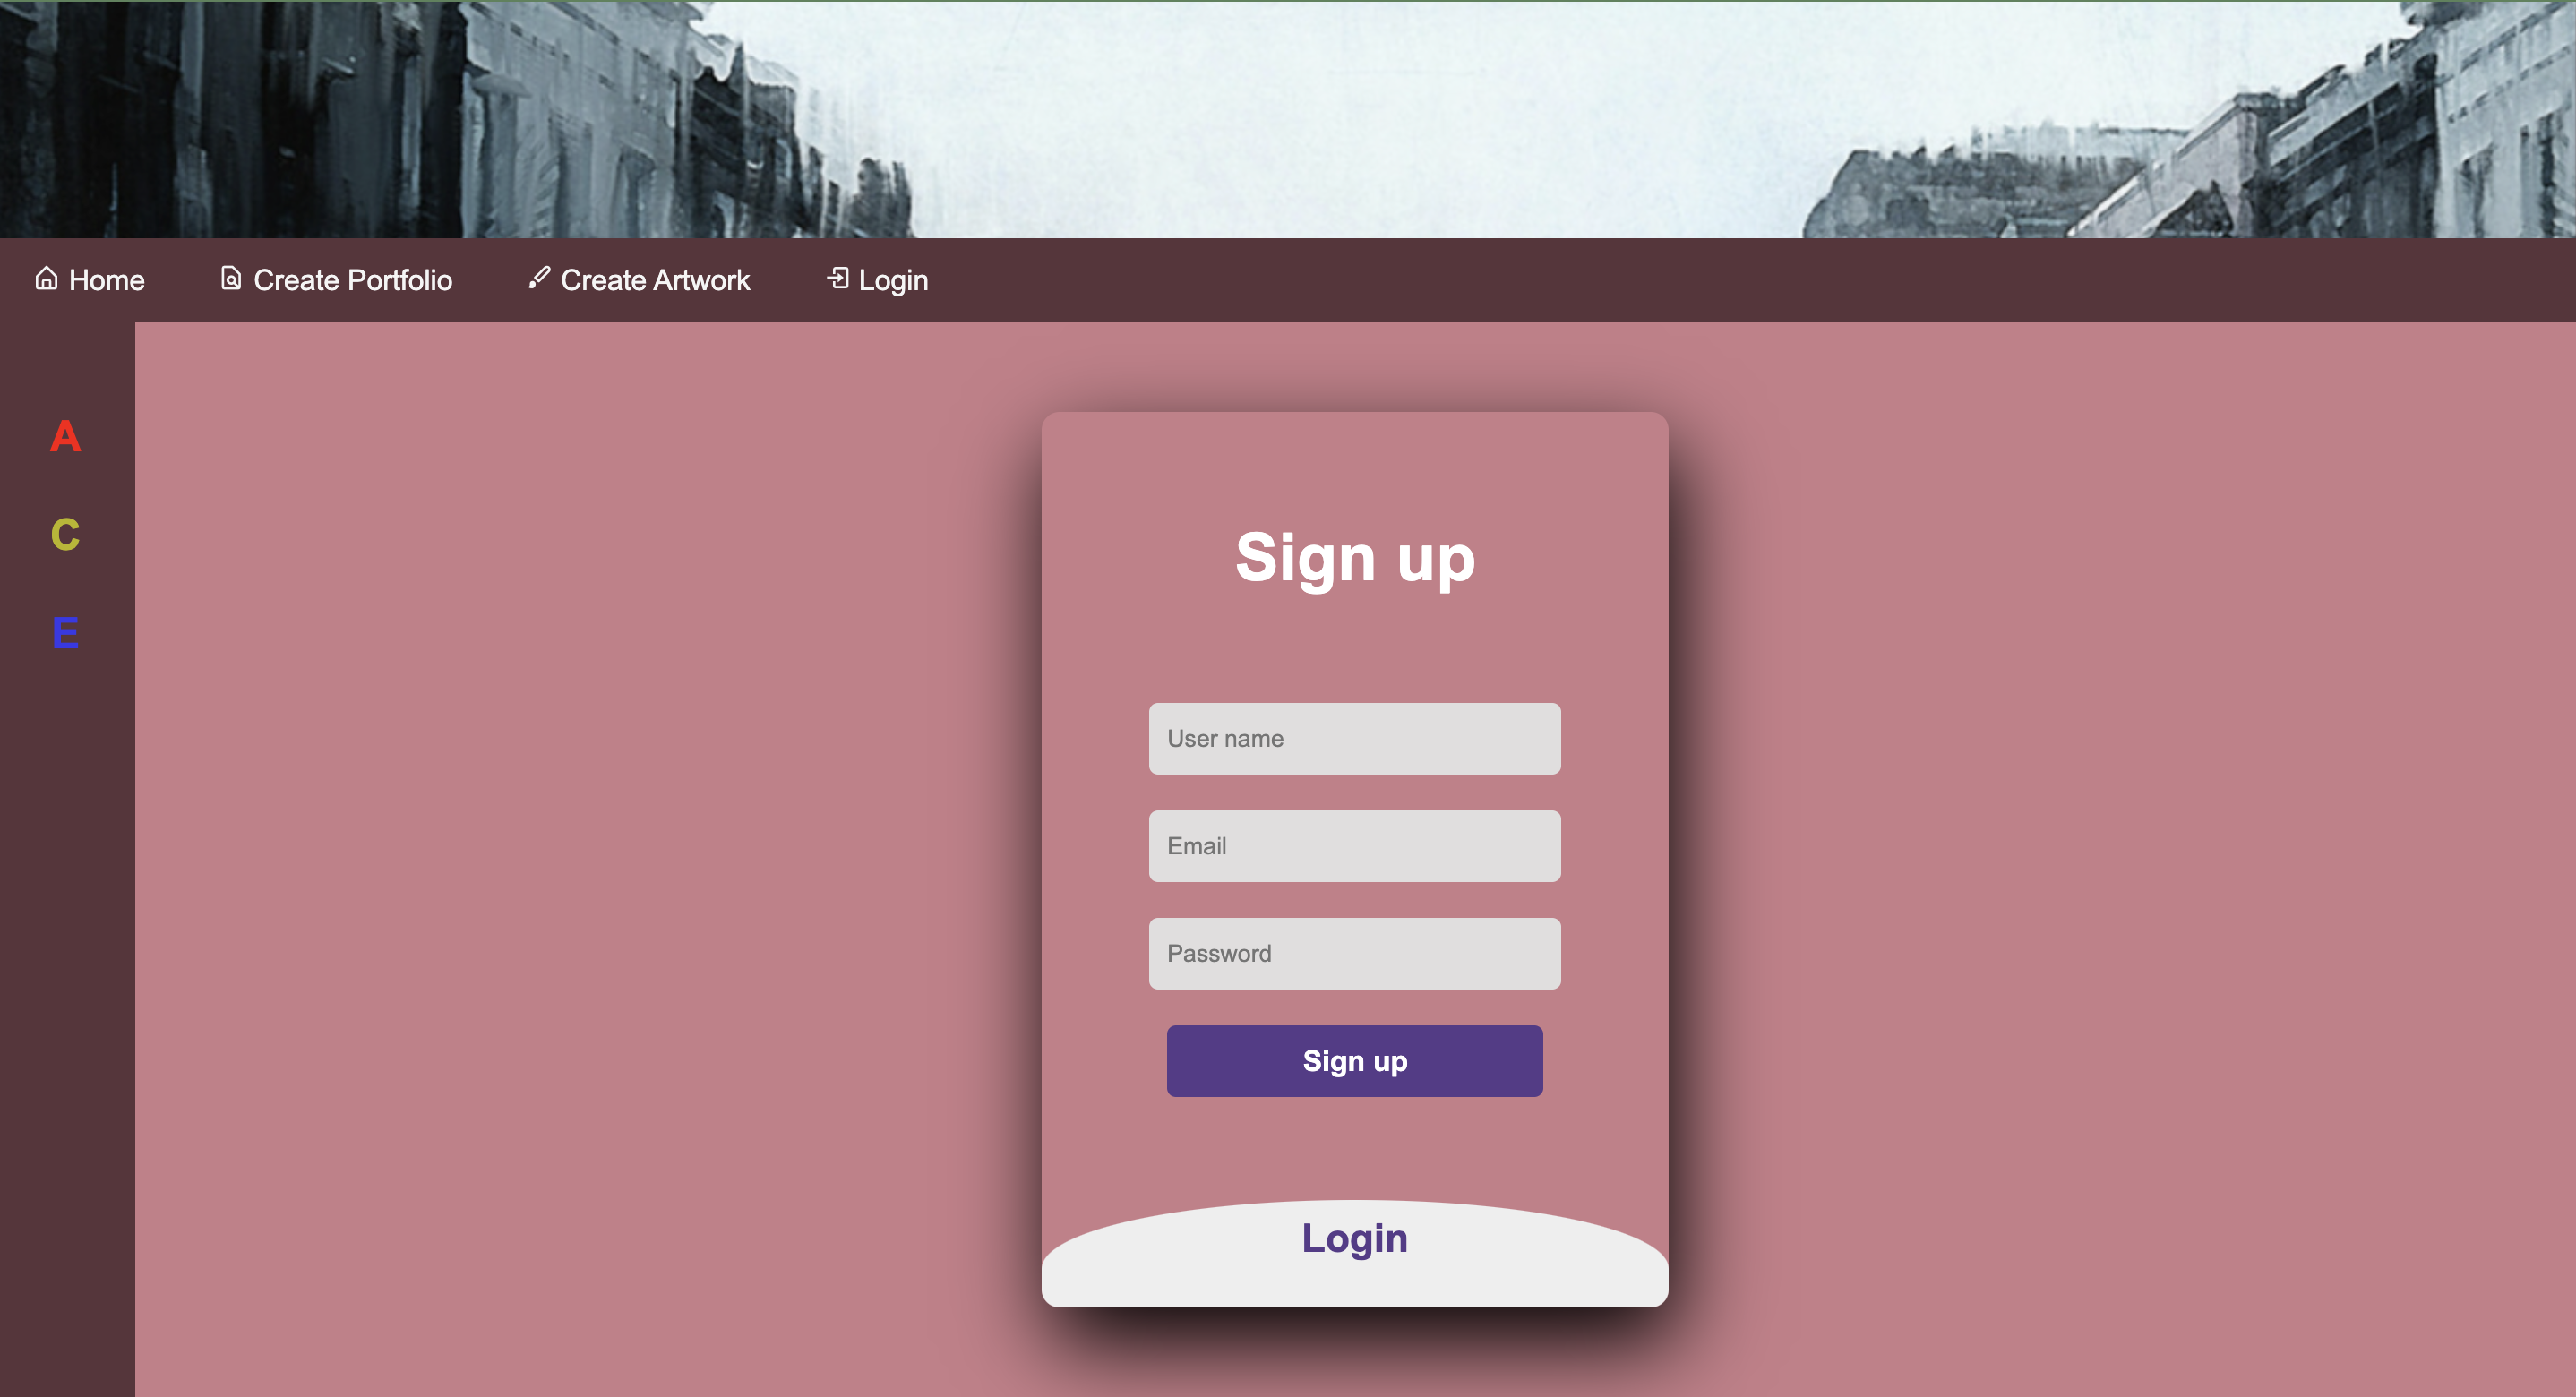 Home
Create Portfolio
Create Artwork
Login
A
C
E
Sign up
User name
Email
Password
Sign up
Login